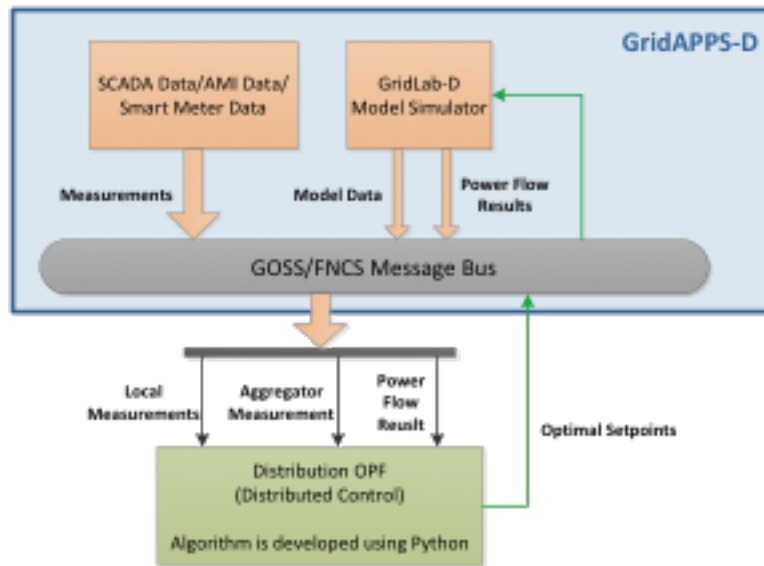 GridAPPS-D
SCADA Data/AMI Data/
Smart Meter Data
GridLab-D
Model Simulator
Measurements
Model Data
Power Flow
Results
GOSS/FNCS Message Bus
Local
Measurements
Aggregator
Measurement
Power
Flow
Reuslt
Optimal Setpoints
Distribution OPF
(Distributed Control)
Algorithm is developed using Python